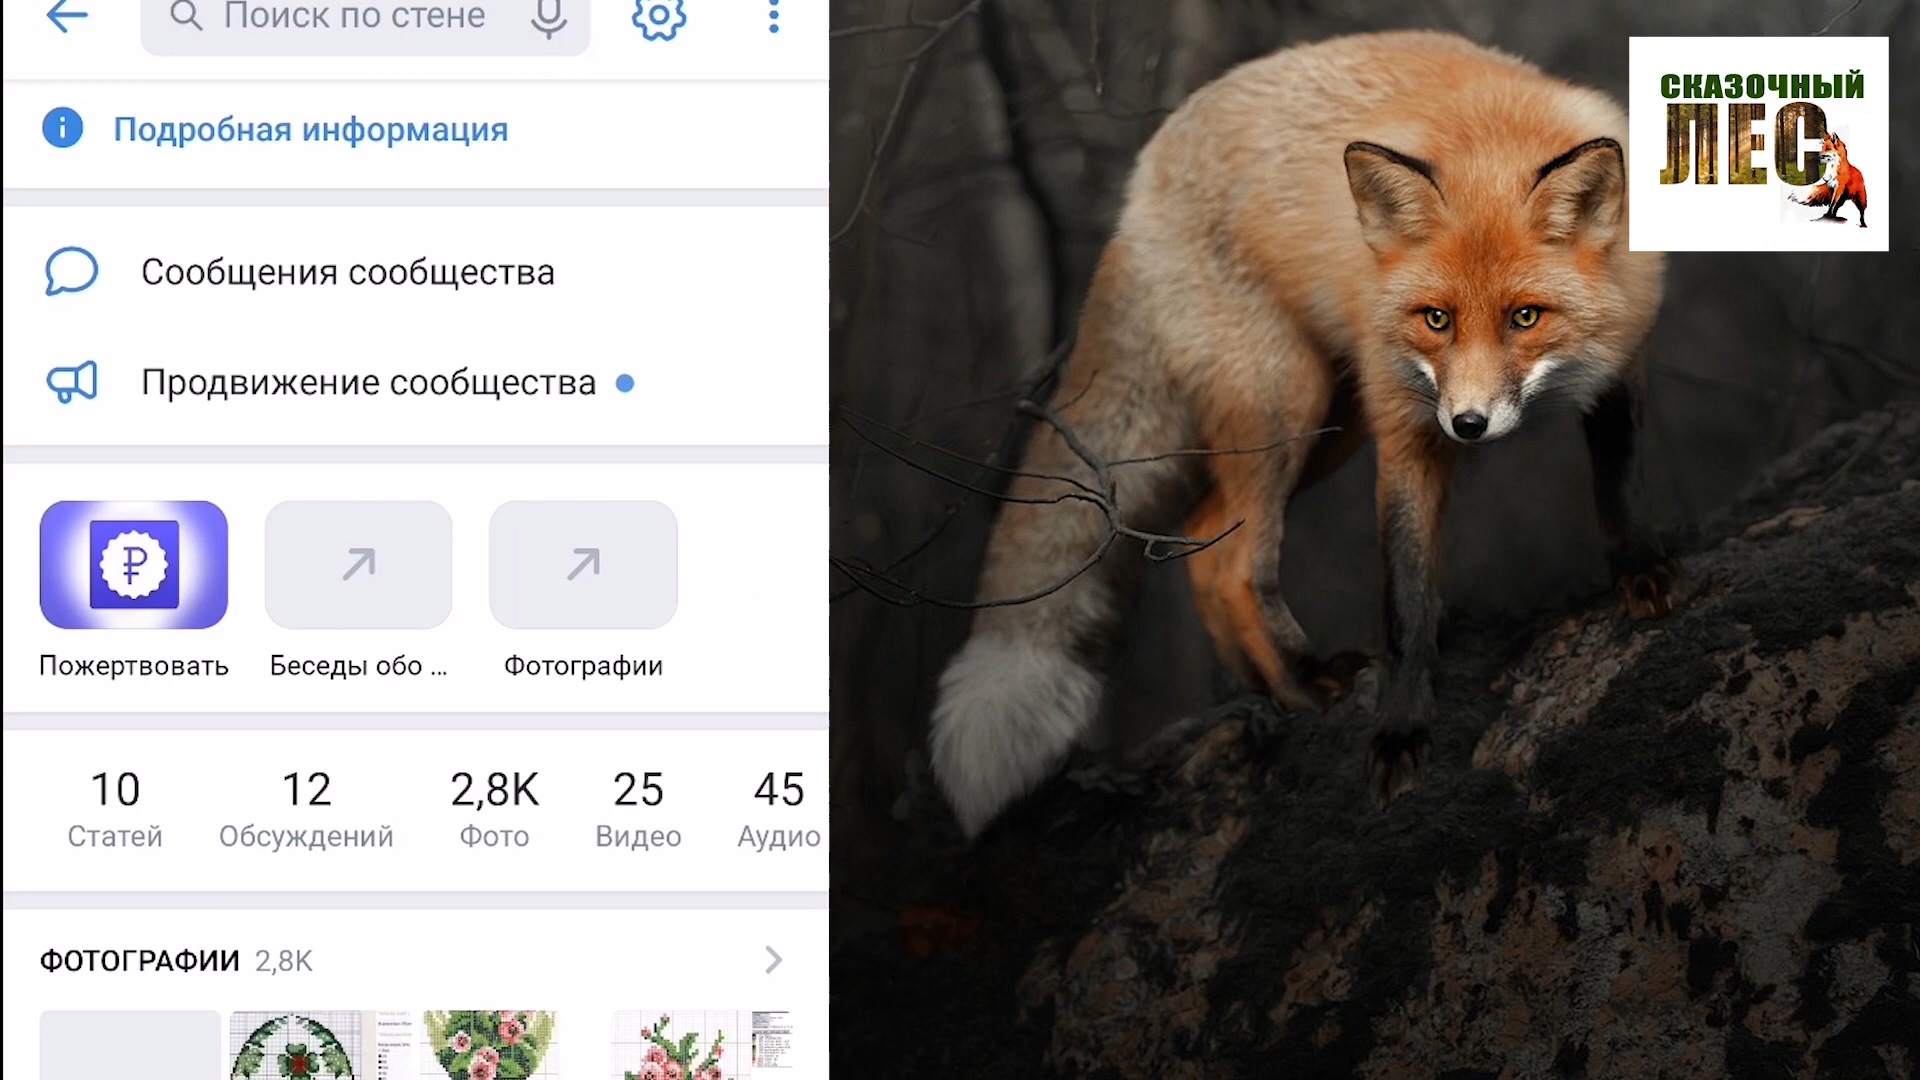 Поиск по стене
Подробная информация
Сообщения сообщества
Продвижение сообщества
Пожертвовать
Беседы обо ...
Фотографии
10
12
2,8K
25
45
Статей
Обсуждений
Фото
Видео
Аудио
ФОТОГРАФИИ 2,8K
СКАЗОЧНЫЙ
ЛЕС